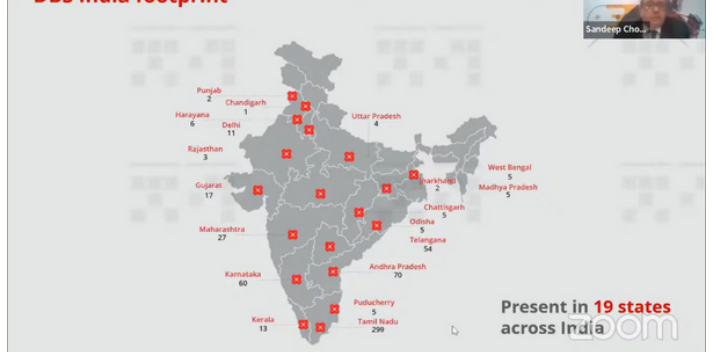 DBS India footprint
Sandeep Cho...
Punjab
2
Chandigarh
1
Harayana
6
Delhi
11
Uttar Pradesh
4
Rajasthan
3
Gujarat
17
West Bengal
5
Jharkhand
2
Madhya Pradesh
5
Chattisgarh
5
Odisha
5
Telangana
54
Maharashtra
27
Andhra Pradesh
70
Karnataka
60
Puducherry
5
Tamil Nadu
299
Kerala
13
Present in 19 states
across India
zoom